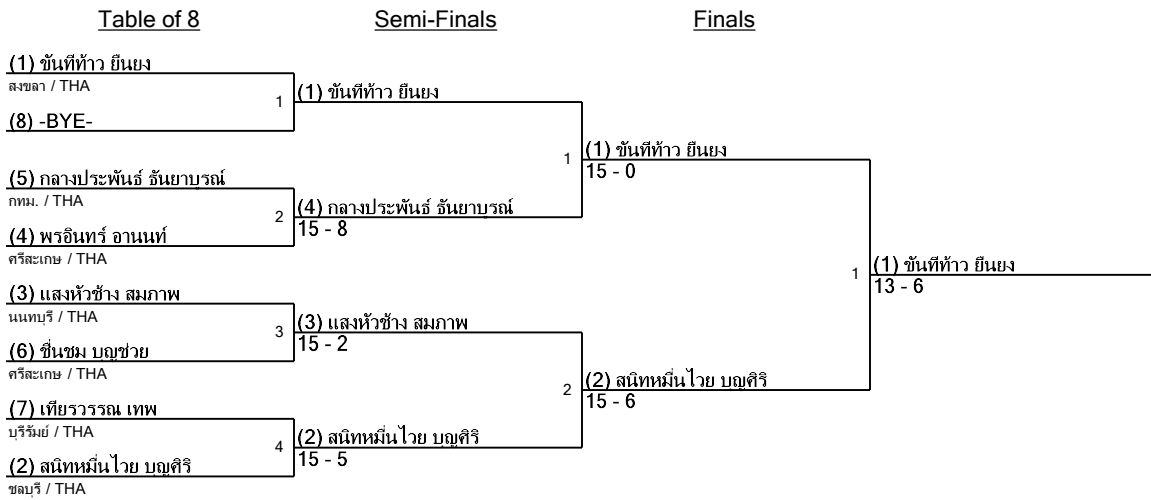 Table of 8
Semi-Finals
Finals
(1) ขันทีท้าว ยืนยง
สงขลา / THA
1
(8) -BYE-
(1) ขันทีท้าว ยืนยง
(5) กลางประพันธ์ ธันยาบูรณ์
กทม. / THA
2
(4) พรอินทร์ อานนท์
ศรีสะเกษ / THA
(4) กลางประพันธ์ ธันยาบูรณ์
15 - 8
1
(1) ขันทีท้าว ยืนยง
15 - 0
(3) แสงหัวช้าง สมภาพ
นนทบุรี / THA
3
(6) ชื่นชม บุญช่วย
ศรีสะเกษ / THA
(3) แสงหัวช้าง สมภาพ
15 - 2
(7) เทียรวรรณ เทพ
บุรีรัมย์ / THA
4
(2) สนิทหมื่นไวย บุญศิริ
ชลบุรี / THA
(2) สนิทหมื่นไวย บุญศิริ
15 - 5
2
(2) สนิทหมื่นไวย บุญศิริ
15 - 6
1
(1) ขันทีท้าว ยืนยง
13 - 6